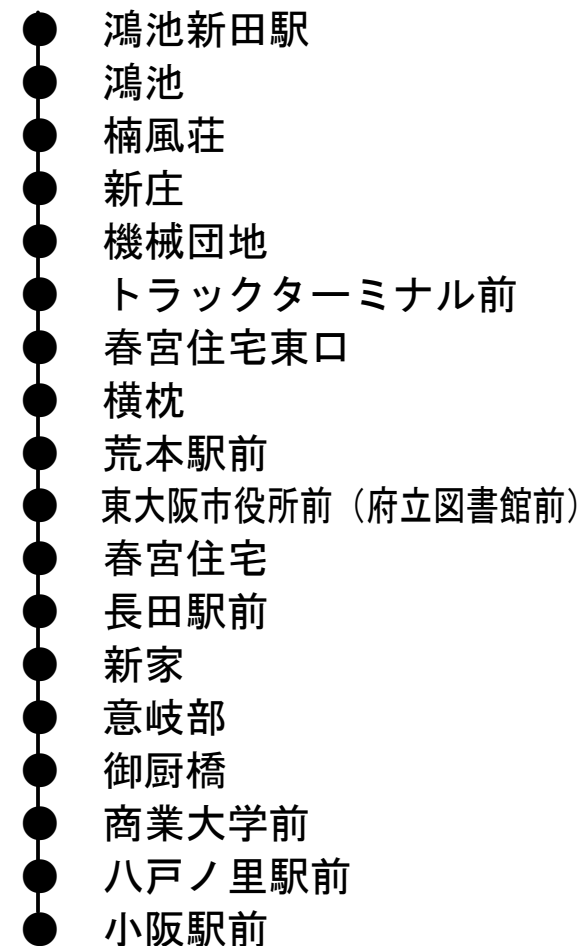 鴻池新田駅
鴻池
楠風荘
新庄
機械団地
トラックターミナル前
春宮住宅東口
横枕
荒本駅前
東大阪市役所前（府立図書館前）
春宮住宅
長田駅前
新家
意岐部
御厨橋
商業大学前
八戸ノ里駅前
小阪駅前